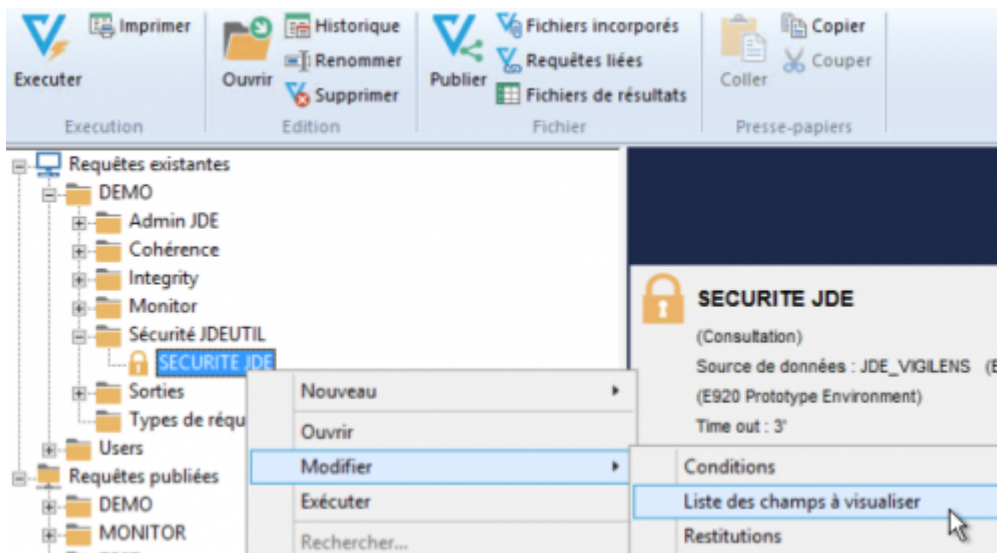 Imprimer
Executer
Execution
Ouvrir
Historique
Renommer
Supprimer
Edition
Publier
Fichiers incorporés
Requêtes liées
Fichiers de résultats
Fichier
Coller
Copier
Couper
Presse-papiers
Requêtes existantes
DEMO
Admin JDE
Cohérence
Integrity
Monitor
Sécurité JDEUTIL
SECURITE JDE
Sorties
Types de réqu
Users
Requêtes publiées
DEMO
MONITOR
Nouveau
Ouvrir
Modifier
Exécuter
Rechercher...
Conditions
Liste des champs à visualiser
Restitutions
SECURITE JDE
(Consultation)
Source de données : JDE_VIGILENS (E
(E920 Prototype Environment)
Time out : 3'